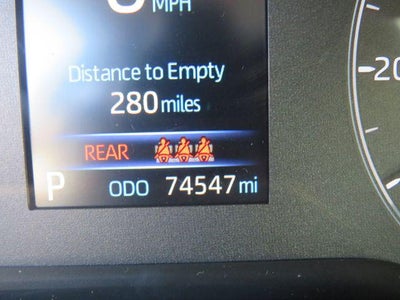 MPH
Distance to Empty
280 miles
REAR
P ODO 74547 mi
20